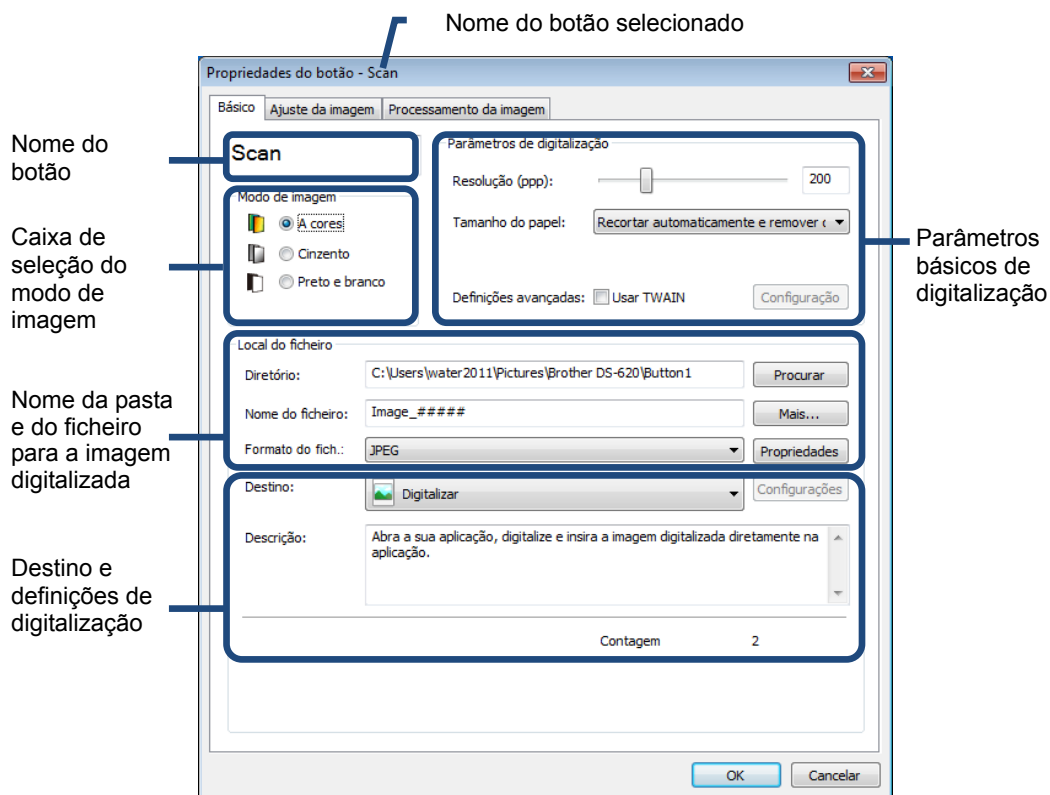 Nome do botão selecionado
Propriedades do botão - Scan
Básico Ajuste da imagem Processamento da imagem
Nome do
botão
Scan
Modo de imagem
A cores
Cinzento
Preto e branco
Caixa de
seleção do
modo de
imagem
Parâmetros de digitalização
Resolução (ppp): 200
Tamanho do papel: Recortar automaticamente e remover
Definições avançadas: Usar TWAIN Configuração
Parâmetros
básicos de
digitalização
Local do ficheiro
Diretório: C:\Users\water2011\Pictures\Brother DS-620\Button1 Procurar
Nome do ficheiro: Image_##### Mais...
Formato do fich.: JPEG Propriedades
Nome da pasta
e do ficheiro
para a imagem
digitalizada
Destino: Digitalizar Configurações
Descrição: Abra a sua aplicação, digitalize e insira a imagem digitalizada diretamente na
aplicação.
Contagem 2
Destino e
definições de
digitalização
OK Cancelar